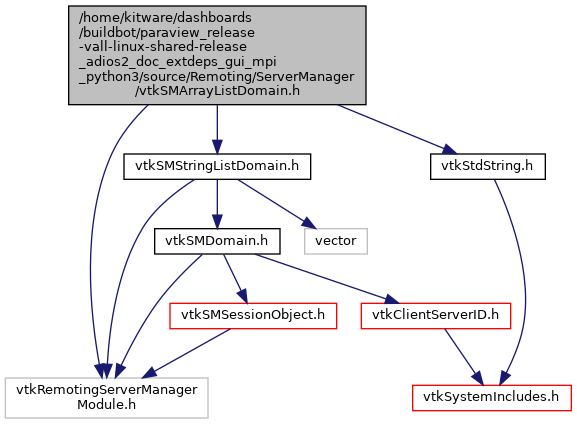 /home/kitware/dashboards
/buildbot/paraview_release
-vall-linux-shared-release
_adios2_doc_extdeps_gui_mpi
_python3/source/Remoting/ServerManager
/vtkSMArrayListDomain.h
vtkSMStringListDomain.h
vtkStdString.h
vtkSMDomain.h
vector
vtkSMSessionObject.h
vtkClientServerID.h
vtkRemotingServerManager
Module.h
vtkSystemIncludes.h